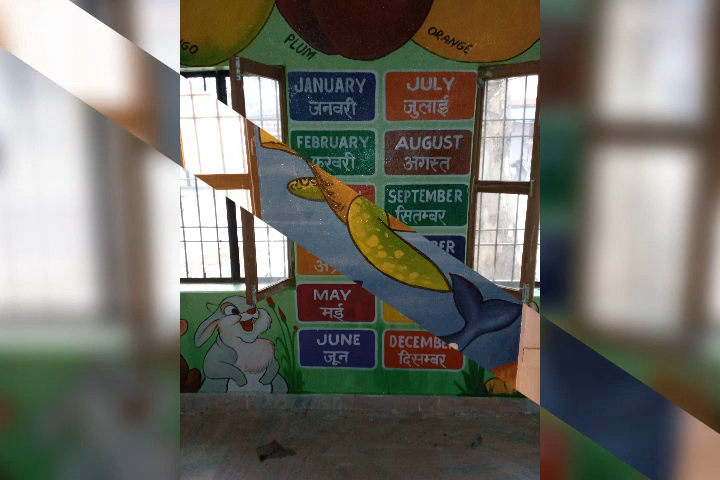 PLUM
ORANGE
JANUARY
जनवरी
JULY
जुलाई
FEBRUARY
फरवरी
AUGUST
अगस्त
SEPTEMBER
सितम्बर
MAY
मई
JUNE
जून
DECEMBER
दिसम्बर